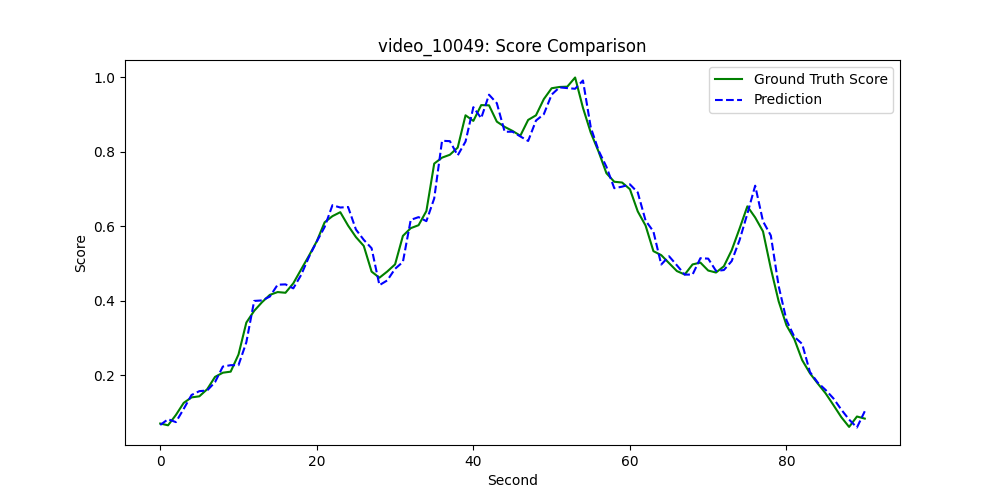 video_10049: Score Comparison
Ground Truth Score
Prediction
1.0
0.8
0.6
0.4
0.2
Score
0 20 40 60 80
Second